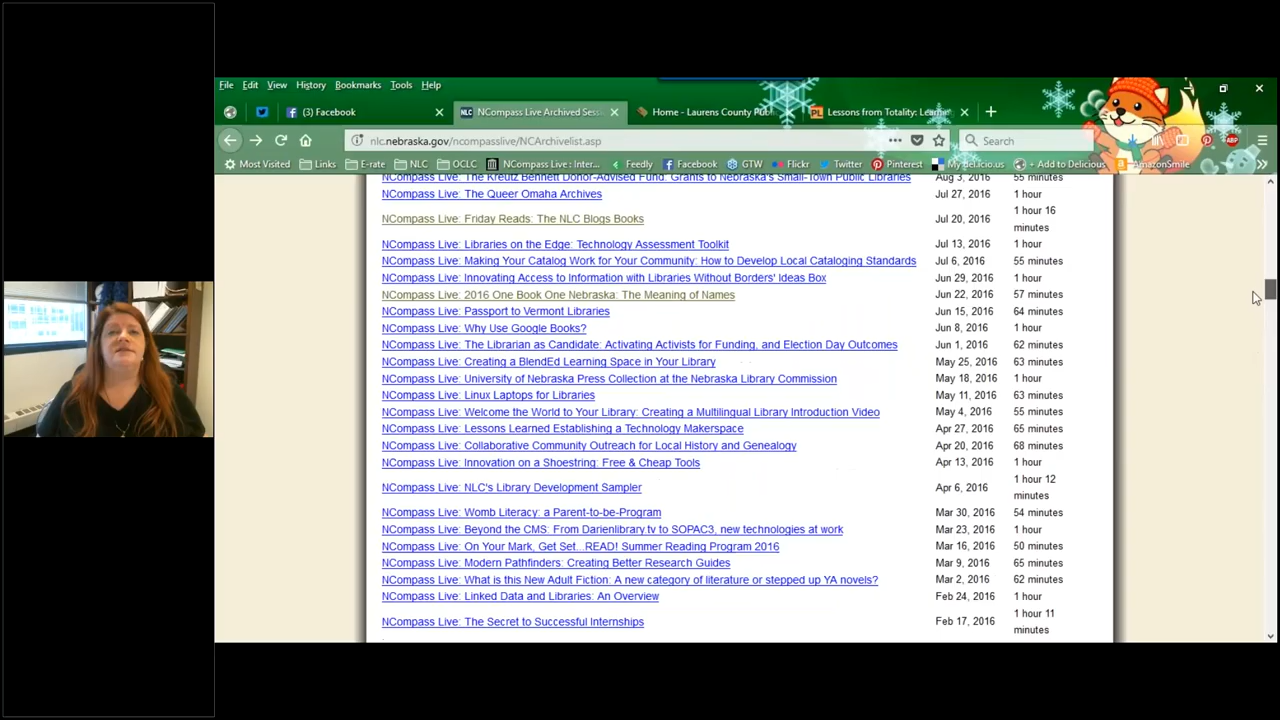 File Edit View History Bookmarks Tools Help
(3) Facebook
NCompass Live Archived Sess
Home - Laurens County Pub
PL Lessons from Totality: Learn
nlc.nebraska.gov/ncompasslive/NCArchivelist.asp
Search
Most Visited Links E-rate NLC OCLC NCompass Live : Inter... Feedly Facebook GTW Flickr Twitter Pinterest My del.icio.us + Add to Delicious AmazonSmile
NCompass Live: The Kreutz Bennett Donor-Advised Fund: Grants to Nebraska's Small-Town Public Libraries Aug 3, 2016 55 minutes
NCompass Live: The Queer Omaha Archives Jul 27, 2016 1 hour
NCompass Live: Friday Reads: The NLC Blogs Books Jul 20, 2016 1 hour 16
minutes
NCompass Live: Libraries on the Edge: Technology Assessment Toolkit Jul 13, 2016 1 hour
NCompass Live: Making Your Catalog Work for Your Community: How to Develop Local Cataloging Standards Jul 6, 2016 55 minutes
NCompass Live: Innovating Access to Information with Libraries Without Borders' Ideas Box Jun 29, 2016 1 hour
NCompass Live: 2016 One Book One Nebraska: The Meaning of Names Jun 22, 2016 57 minutes
NCompass Live: Passport to Vermont Libraries Jun 15, 2016 64 minutes
NCompass Live: Why Use Google Books? Jun 8, 2016 1 hour
NCompass Live: The Librarian as Candidate: Activating Activists for Funding, and Election Day Outcomes Jun 1, 2016 62 minutes
NCompass Live: Creating a BlendEd Learning Space in Your Library May 25, 2016 63 minutes
NCompass Live: University of Nebraska Press Collection at the Nebraska Library Commission May 18, 2016 1 hour
NCompass Live: Linux Laptops for Libraries May 11, 2016 63 minutes
NCompass Live: Welcome the World to Your Library: Creating a Multilingual Library Introduction Video May 4, 2016 55 minutes
NCompass Live: Lessons Learned Establishing a Technology Makerspace Apr 27, 2016 65 minutes
NCompass Live: Collaborative Community Outreach for Local History and Genealogy Apr 20, 2016 68 minutes
NCompass Live: Innovation on a Shoestring: Free & Cheap Tools Apr 13, 2016 1 hour
NCompass Live: NLC's Library Development Sampler Apr 6, 2016 1 hour 12
minutes
NCompass Live: Womb Literacy: a Parent-to-be-Program Mar 30, 2016 54 minutes
NCompass Live: Beyond the CMS: From Darienlibrary.tv to SOPAC3, new technologies at work Mar 23, 2016 1 hour
NCompass Live: On Your Mark, Get Set...READ! Summer Reading Program 2016 Mar 16, 2016 50 minutes
NCompass Live: Modern Pathfinders: Creating Better Research Guides Mar 9, 2016 65 minutes
NCompass Live: What is this New Adult Fiction: A new category of literature or stepped up YA novels? Mar 2, 2016 62 minutes
NCompass Live: Linked Data and Libraries: An Overview Feb 24, 2016 1 hour
NCompass Live: The Secret to Successful Internships Feb 17, 2016 1 hour 11
minutes